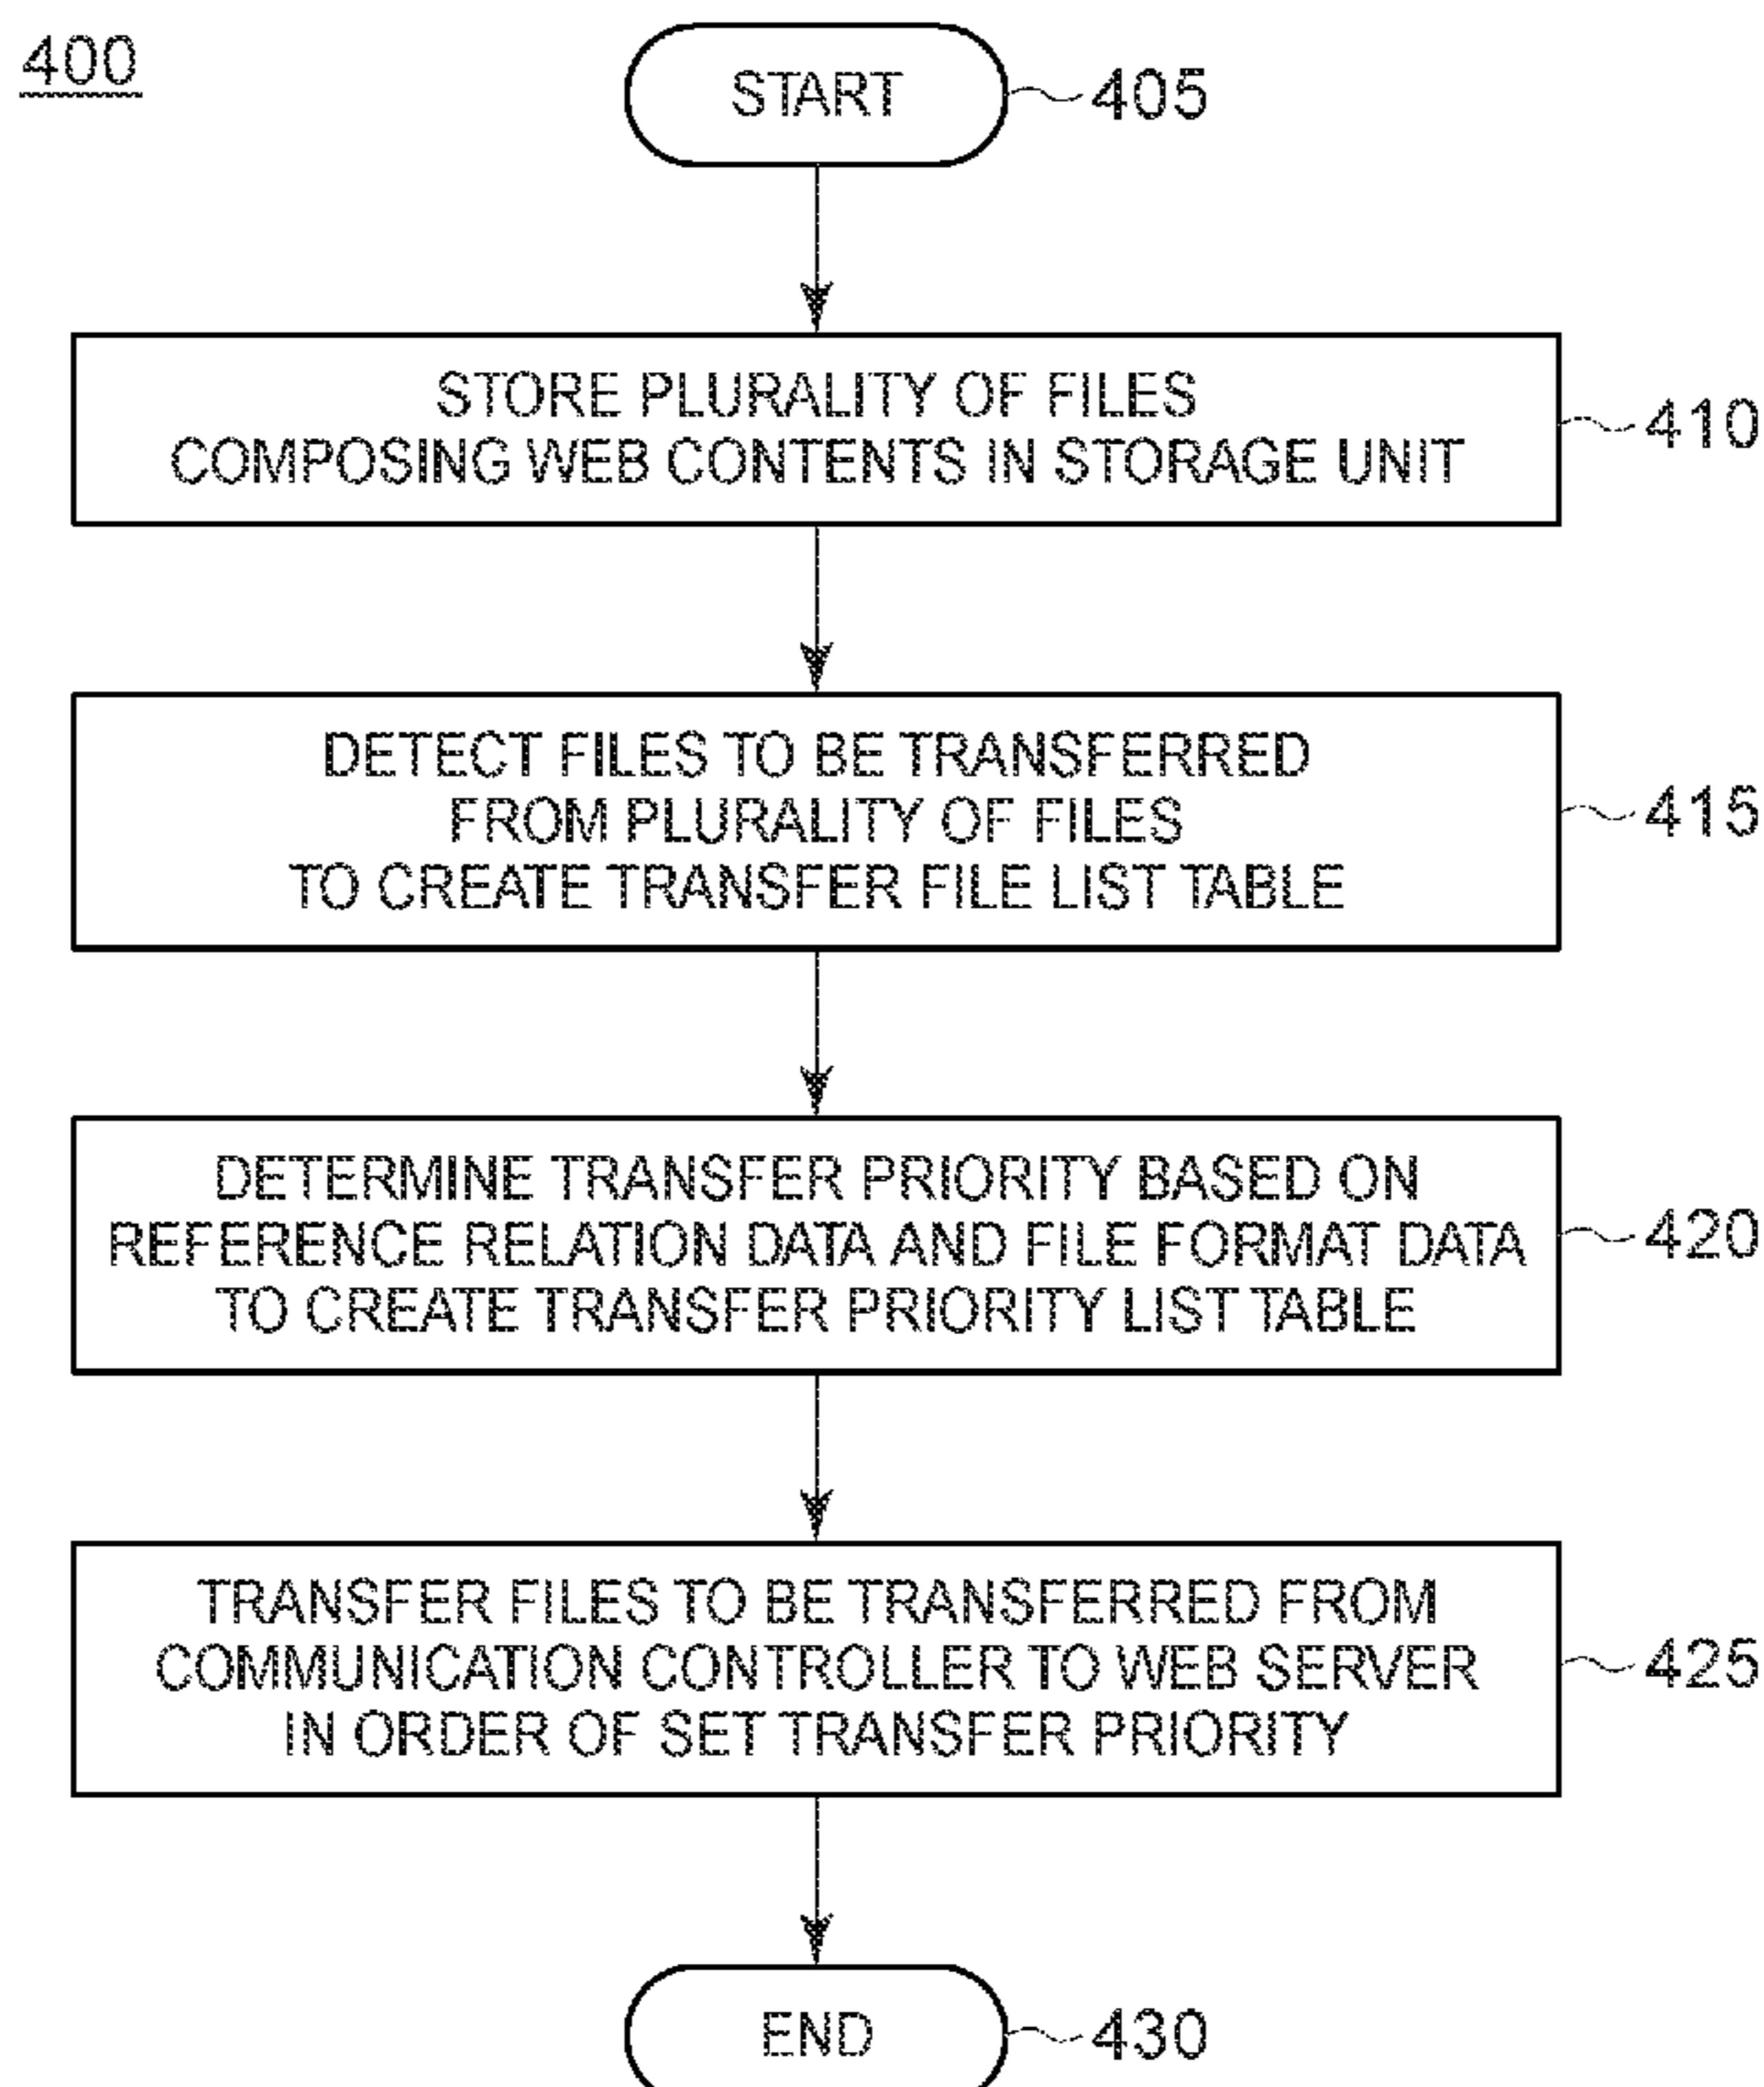 400
START
405
STORE PLURALITY OF FILES
COMPOSING WEB CONTENTS IN STORAGE UNIT
410
DETECT FILES TO BE TRANSFERRED
FROM PLURALITY OF FILES
TO CREATE TRANSFER FILE LIST TABLE
415
DETERMINE TRANSFER PRIORITY BASED ON
REFERENCE RELATION DATA AND FILE FORMAT DATA
TO CREATE TRANSFER PRIORITY LIST TABLE
420
TRANSFER FILES TO BE TRANSFERRED FROM
COMMUNICATION CONTROLLER TO WEB SERVER
IN ORDER OF SET TRANSFER PRIORITY
425
END
430